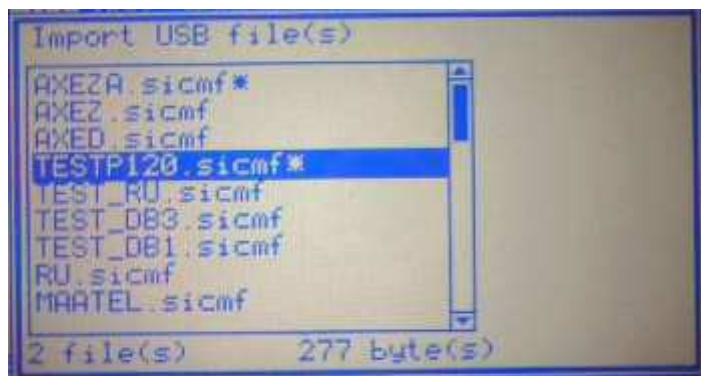 Import USB file(s)
AXEZA.sicmf*
AXEZ.sicmf
AXED.sicmf
TESTP120.sicmf*
TEST_RU.sicmf
TEST_DB3.sicmf
TEST_DB1.sicmf
RU.sicmf
MAATEL.sicmf
2 file(s) 277 byte(s)